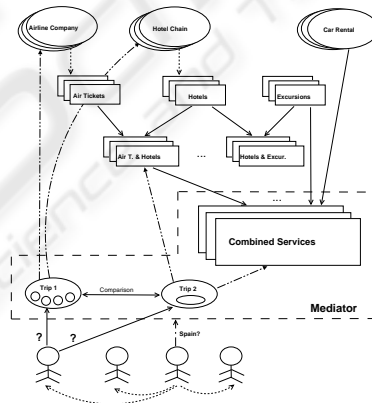 Airline Company
Hotel Chain
Car Rental
Air Tickets
Hotels
Excursions
Air T. & Hotels
...
Hotels & Excur.
...
Combined Services
Trip 1
Comparison
Trip 2
Mediator
?
?
Spain?